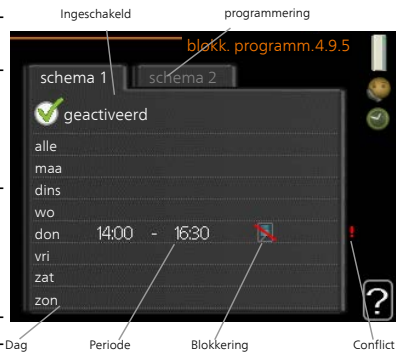 Ingeschakeld programmering
blokk. programm.4.9.5
schema 1 schema 2
geactiveerd
alle
maa
dins
wo
don 14:00 - 16:30 !
vri
zat
zon
?
Dag Periode Blokkering Conflict